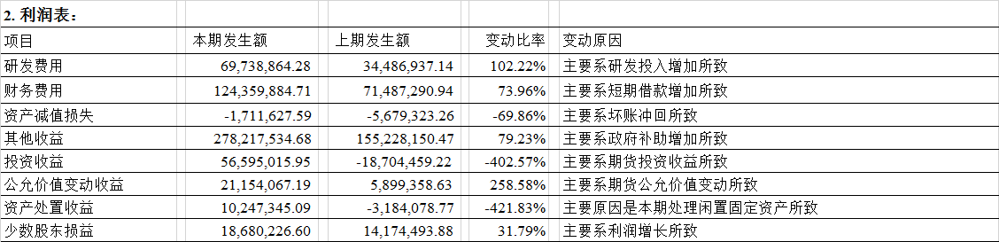 2. 利润表：
项目 本期发生额 上期发生额 变动比率 变动原因
研发费用 69,738,864.28 34,486,937.14 102.22% 主要系研发投入增加所致
财务费用 124,359,884.71 71,487,290.94 73.96% 主要系短期借款增加所致
资产减值损失 -1,711,627.59 -5,679,323.26 -69.86% 主要系坏账冲回所致
其他收益 278,217,534.68 155,228,150.47 79.23% 主要系政府补助增加所致
投资收益 56,595,015.95 -18,704,459.22 -402.57% 主要系期货投资收益所致
公允价值变动收益 21,154,067.19 5,899,358.63 258.58% 主要系期货公允价值变动所致
资产处置收益 10,247,345.09 -3,184,078.77 -421.83% 主要原因是本期处理闲置固定资产所致
少数股东损益 18,680,226.60 14,174,493.88 31.79% 主要系利润增长所致